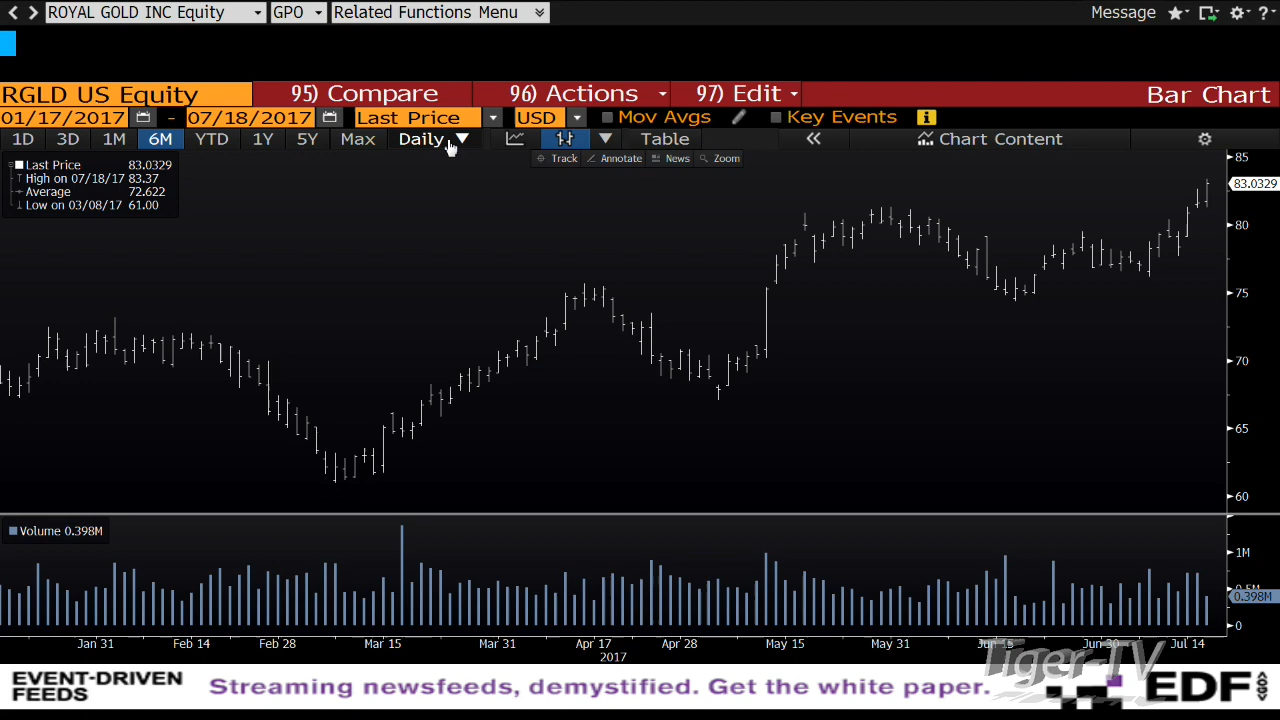 ROYAL GOLD INC Equity GPO Related Functions Menu Message ?
RGLD US Equity 95) Compare 96) Actions 97) Edit Bar Chart
01/17/2017 - 07/18/2017 Last Price USD Mov Avgs Key Events i
1D 3D 1M 6M YTD 1Y 5Y Max Daily Table « Chart Content
Track Annotate News Zoom
Last Price 83.0329
High on 07/18/17 83.37
Average 72.622
Low on 03/08/17 61.00
85
83.0329
80
75
70
65
60
Volume 0.398M
1M
0.5M
0.398M
0
Jan 31 Feb 14 Feb 28 Mar 15 Mar 31 Apr 17 Apr 28 May 15 May 31 Jun 15 Jun 30 Jul 14
2017
Tiger-TV
EVENT-DRIVEN
FEEDS
Streaming newsfeeds, demystified. Get the white paper.
EDF